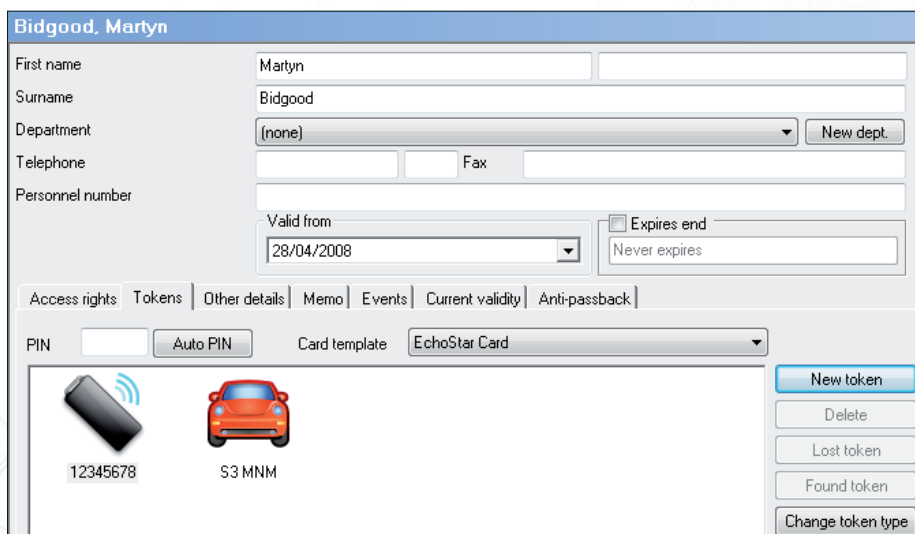 Bidgood, Martyn
First name Martyn
Surname Bidgood
Department (none) New dept.
Telephone Fax
Personnel number
Valid from Expires end
28/04/2008 Never expires
Access rights Tokens Other details Memo Events Current validity Anti-passback
PIN Auto PIN Card template EchoStar Card
New token
Delete
Lost token
12345678 S3 MNM
Found token
Change token type